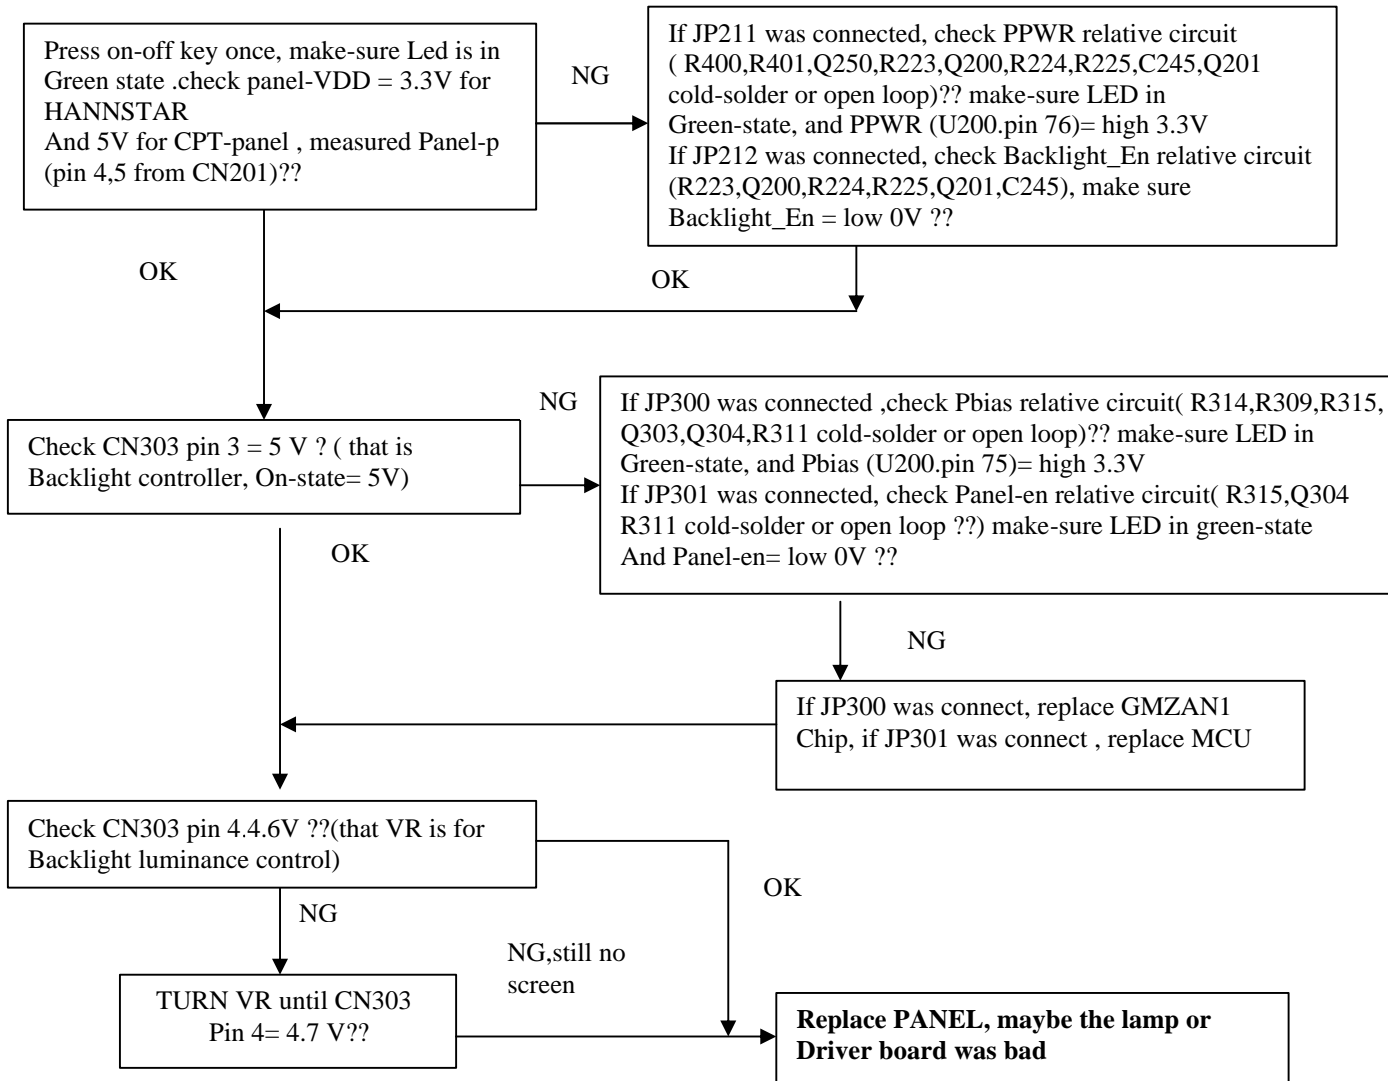 Press on-off key once, make-sure Led is in
Green state .check panel-VDD = 3.3V for
HANNSTAR
And 5V for CPT-panel , measured Panel-p
(pin 4,5 from CN201)??
NG
If JP211 was connected, check PPWR relative circuit
( R400,R401,Q250,R223,Q200,R224,R225,C245,Q201
cold-solder or open loop)?? make-sure LED in
Green-state, and PPWR (U200.pin 76)= high 3.3V
If JP212 was connected, check Backlight_En relative circuit
(R223,Q200,R224,R225,Q201,C245), make sure
Backlight_En = low 0V ??
OK
OK
Check CN303 pin 3 = 5 V ? ( that is
Backlight controller, On-state= 5V)
NG
If JP300 was connected ,check Pbias relative circuit( R314,R309,R315,
Q303,Q304,R311 cold-solder or open loop)?? make-sure LED in
Green-state, and Pbias (U200.pin 75)= high 3.3V
If JP301 was connected, check Panel-en relative circuit( R315,Q304
R311 cold-solder or open loop ??) make-sure LED in green-state
And Panel-en= low 0V ??
OK
NG
If JP300 was connect, replace GMZAN1
Chip, if JP301 was connect , replace MCU
Check CN303 pin 4.4.6V ??(that VR is for
Backlight luminance control)
OK
NG
NG,still no
screen
TURN VR until CN303
Pin 4= 4.7 V??
Replace PANEL, maybe the lamp or
Driver board was bad